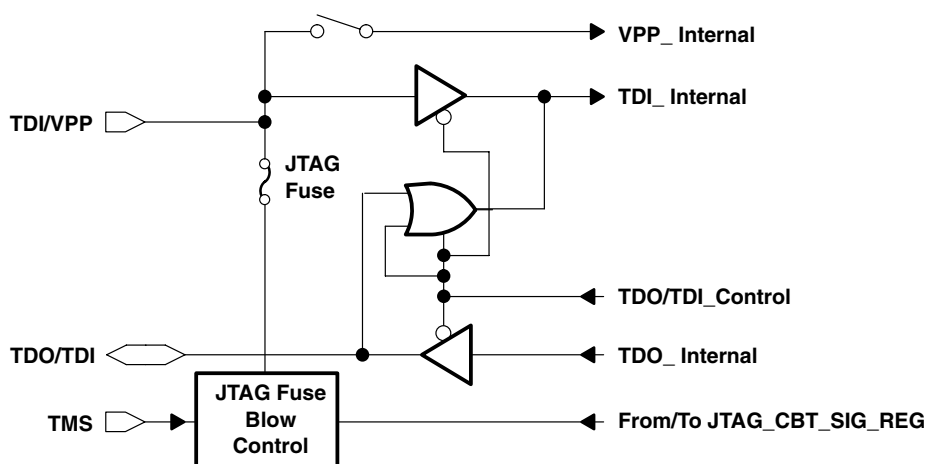 VPP_ Internal
TDI_ Internal
TDI/VPP
JTAG
Fuse
TDO/TDI_Control
TDO/TDI
TDO_ Internal
JTAG Fuse
Blow
Control
TMS
From/To JTAG_CBT_SIG_REG